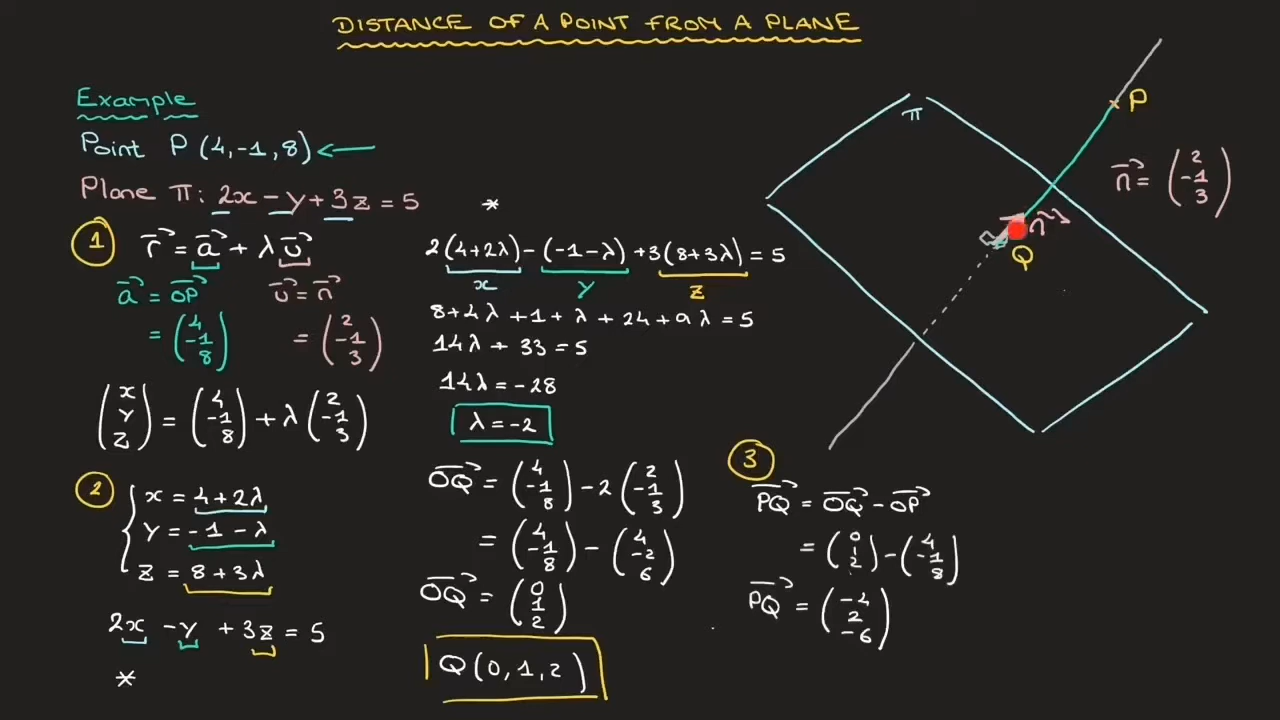 DISTANCE OF A POINT FROM A PLANE
Example
Point P(4,-1,8) ←
Plane π: 2x - y + 3z = 5
1
r⃗ = a⃗ + λ u⃗
a⃗ = OP⃗
= (4 -1 8)
u⃗ = n⃗
= (2 -1 3)
(x y z) = (4 -1 8) + λ (2 -1 3)
2
{ x = 4+2λ
y = -1 - λ
z = 8+3λ
2x - y + 3z = 5
*
*
2(4+2λ) - (-1-λ) + 3(8+3λ) = 5
x y z
8+4λ + 1 + λ + 24 + 9λ = 5
14λ + 33 = 5
14λ = -28
λ = -2
OQ⃗ = (4 -1 8) - 2 (2 -1 3)
= (4 -1 8) - (4 -2 6)
OQ⃗ = (0 1 2)
Q(0,1,2)
3
PQ⃗ = OQ⃗ - OP⃗
= (0 1 2) - (4 -1 8)
PQ⃗ = (-4 2 -6)
π
P
n⃗ = (2 -1 3)
n⃗
Q